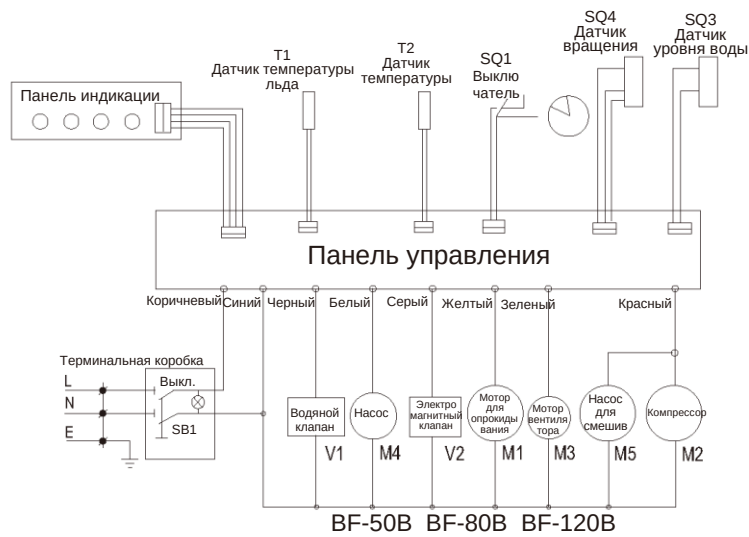 SQ4
Датчик
вращения
SQ3
Датчик
уровня воды
T1
Датчик температуры
льда
T2
Датчик
температуры
SQ1
Выклю
чатель
Панель индикации
Панель управления
Коричневый
Синий
Черный
Белый
Серый
Желтый
Зеленый
Красный
Терминальная коробка
L
N
E
Выкл.
SB1
Водяной
клапан
V1
Насос
M4
Электро
магнитный
клапан
V2
Мотор
для
опрокиды
вания
M1
Мотор
вентиля
тора
M3
Насос
для
смешив
M5
Компрессор
M2
BF-50B BF-80B BF-120B